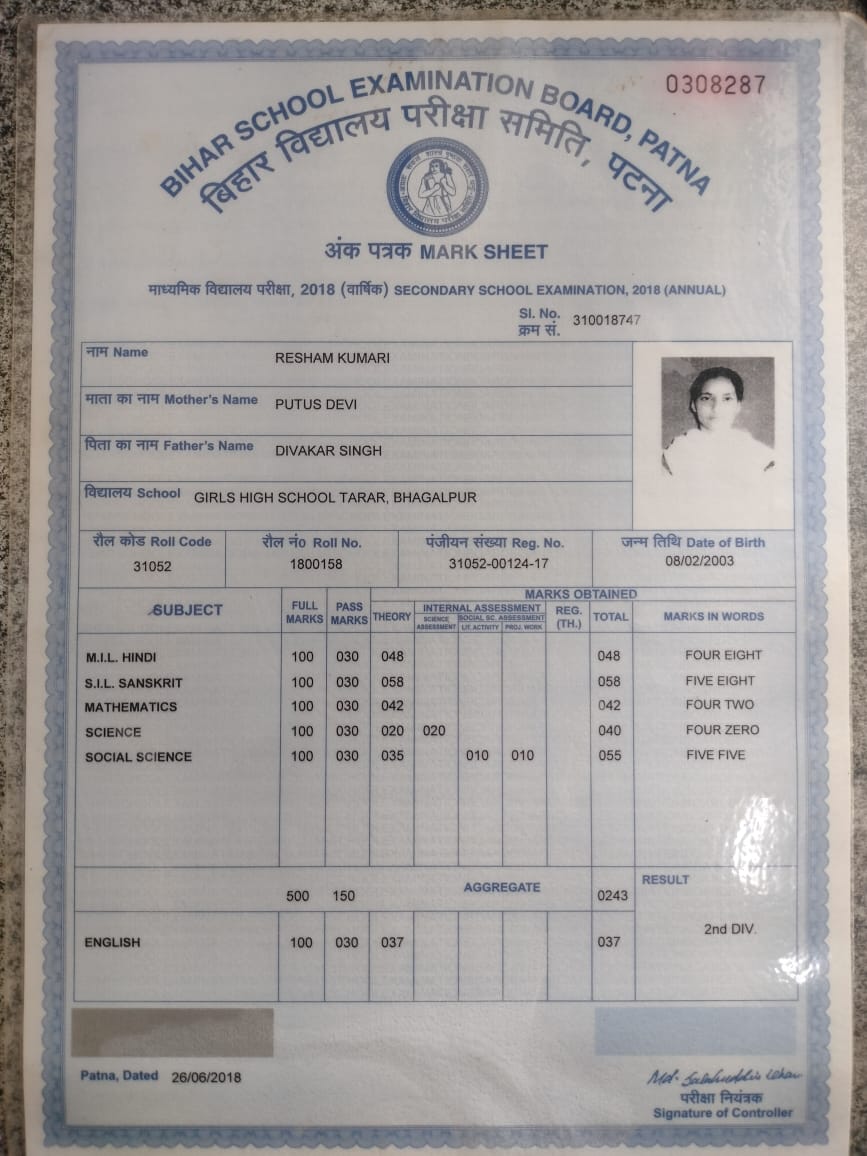 0308287
BIHAR SCHOOL EXAMINATION BOARD, PATNA
बिहार विद्यालय परीक्षा समिति, पटना
अंक पत्रक MARK SHEET
माध्यमिक विद्यालय परीक्षा, 2018 (वार्षिक) SECONDARY SCHOOL EXAMINATION, 2018 (ANNUAL)
Sl. No.
क्रम सं. 310018747
नाम Name RESHAM KUMARI
माता का नाम Mother's Name PUTUS DEVI
पिता का नाम Father's Name DIVAKAR SINGH
विद्यालय School GIRLS HIGH SCHOOL TARAR, BHAGALPUR
रौल कोड Roll Code रौल नं० Roll No. पंजीयन संख्या Reg. No. जन्म तिथि Date of Birth
31052 1800158 31052-00124-17 08/02/2003
MARKS OBTAINED
SUBJECT FULL MARKS PASS MARKS THEORY INTERNAL ASSESSMENT REG. (TH.) TOTAL MARKS IN WORDS
SCIENCE ASSESSMENT SOCIAL SC. ASSESSMENT
LIT. ACTIVITY PROJ. WORK
M.I.L. HINDI 100 030 048 048 FOUR EIGHT
S.I.L. SANSKRIT 100 030 058 058 FIVE EIGHT
MATHEMATICS 100 030 042 042 FOUR TWO
SCIENCE 100 030 020 020 040 FOUR ZERO
SOCIAL SCIENCE 100 030 035 010 010 055 FIVE FIVE
500 150 AGGREGATE 0243 RESULT
2nd DIV.
ENGLISH 100 030 037 037
Patna, Dated 26/06/2018
Md.
परीक्षा नियंत्रक
Signature of Controller